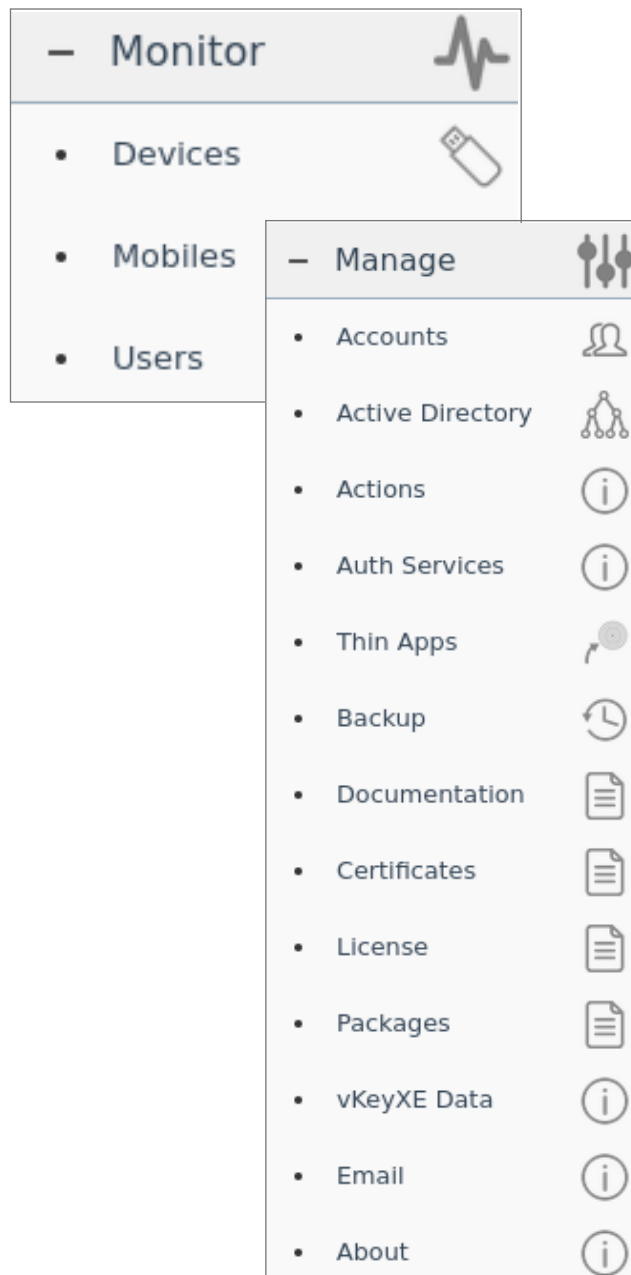 − Monitor
• Devices
• Mobiles
• Users
− Manage
• Accounts
• Active Directory
• Actions
• Auth Services
• Thin Apps
• Backup
• Documentation
• Certificates
• License
• Packages
• vKeyXE Data
• Email
• About